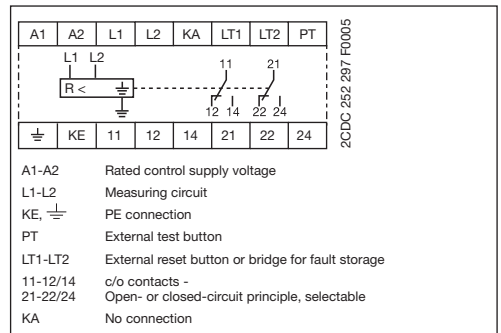 A1 A2 L1 L2 KA LT1 LT2 PT
L1 L2
11 21
R <
12 14 22 24
⏚ KE 11 12 14 21 22 24
2CDC 252 297 F0005
A1-A2 Rated control supply voltage
L1-L2 Measuring circuit
KE, ⏚ PE connection
PT External test button
LT1-LT2 External reset button or bridge for fault storage
11-12/14 c/o contacts -
21-22/24 Open- or closed-circuit principle, selectable
KA No connection